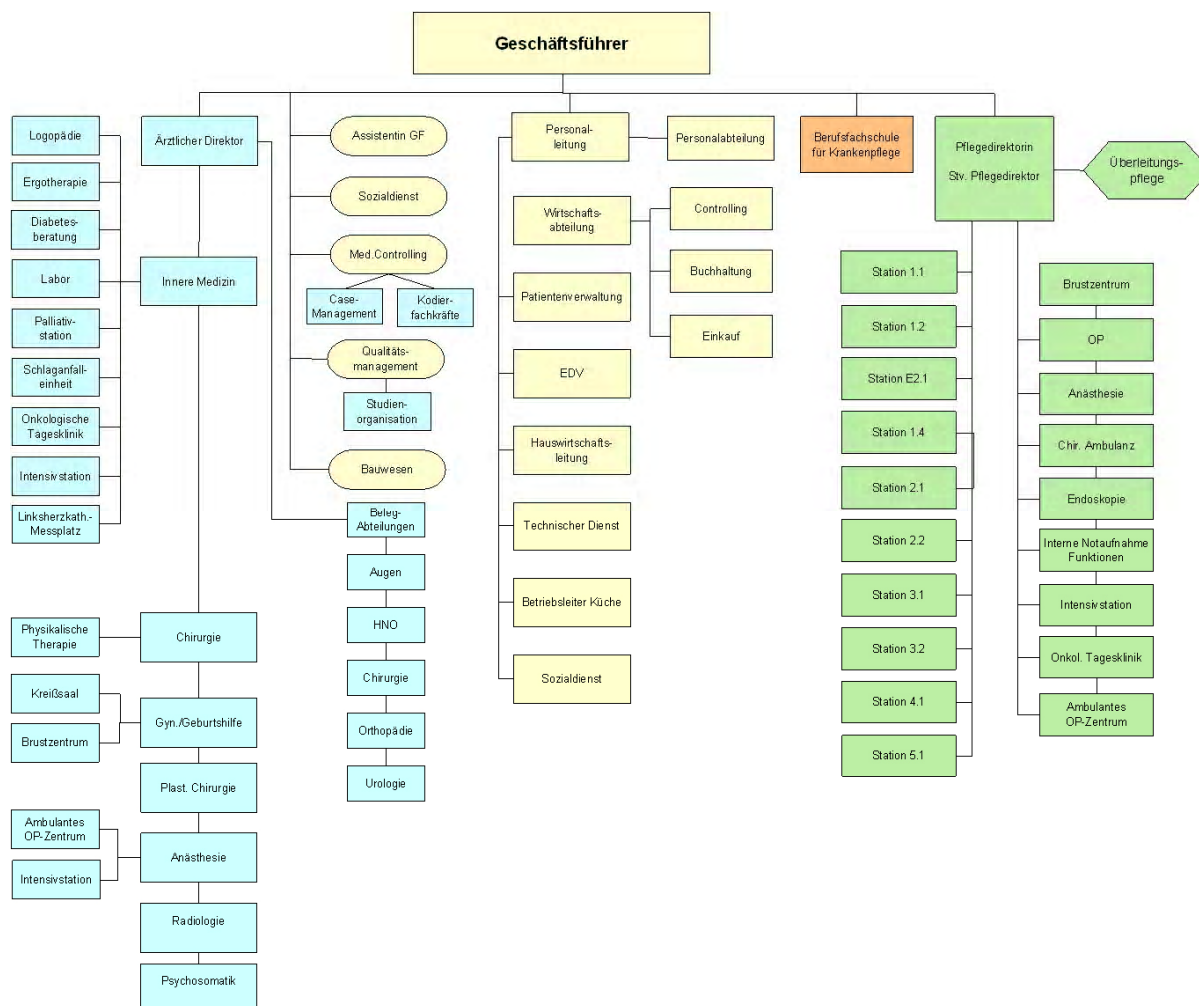 Geschäftsführer
Logopädie
Ergotherapie
Diabetes-
beratung
Labor
Palliativ-
station
Schlaganfall-
einheit
Onkologische
Tagesklinik
Intensivstation
Linksherzkath.-
Messplatz
Physikalische
Therapie
Kreißsaal
Brustzentrum
Ambulantes
OP-Zentrum
Intensivstation
Ärztlicher Direktor
Innere Medizin
Chirurgie
Gyn./Geburtshilfe
Plast. Chirurgie
Anästhesie
Radiologie
Psychosomatik
Assistentin GF
Sozialdienst
Med.Controlling
Case-
Management
Kodier-
fachkräfte
Qualitäts-
management
Studien-
organisation
Bauwesen
Beleg-
Abteilungen
Augen
HNO
Chirurgie
Orthopädie
Urologie
Personal-
leitung
Personalabteilung
Wirtschafts-
abteilung
Controlling
Buchhaltung
Einkauf
Patientenverwaltung
EDV
Hauswirtschafts-
leitung
Technischer Dienst
Betriebsleiter Küche
Sozialdienst
Berufsfachschule
für Krankenpflege
Pflegedirektorin
Stv. Pflegedirektor
Überleitungs-
pflege
Station 1.1
Station 1.2
Station E2.1
Station 1.4
Station 2.1
Station 2.2
Station 3.1
Station 3.2
Station 4.1
Station 5.1
Brustzentrum
OP
Anästhesie
Chir. Ambulanz
Endoskopie
Interne Notaufnahme
Funktionen
Intensivstation
Onkol. Tagesklinik
Ambulantes
OP-Zentrum